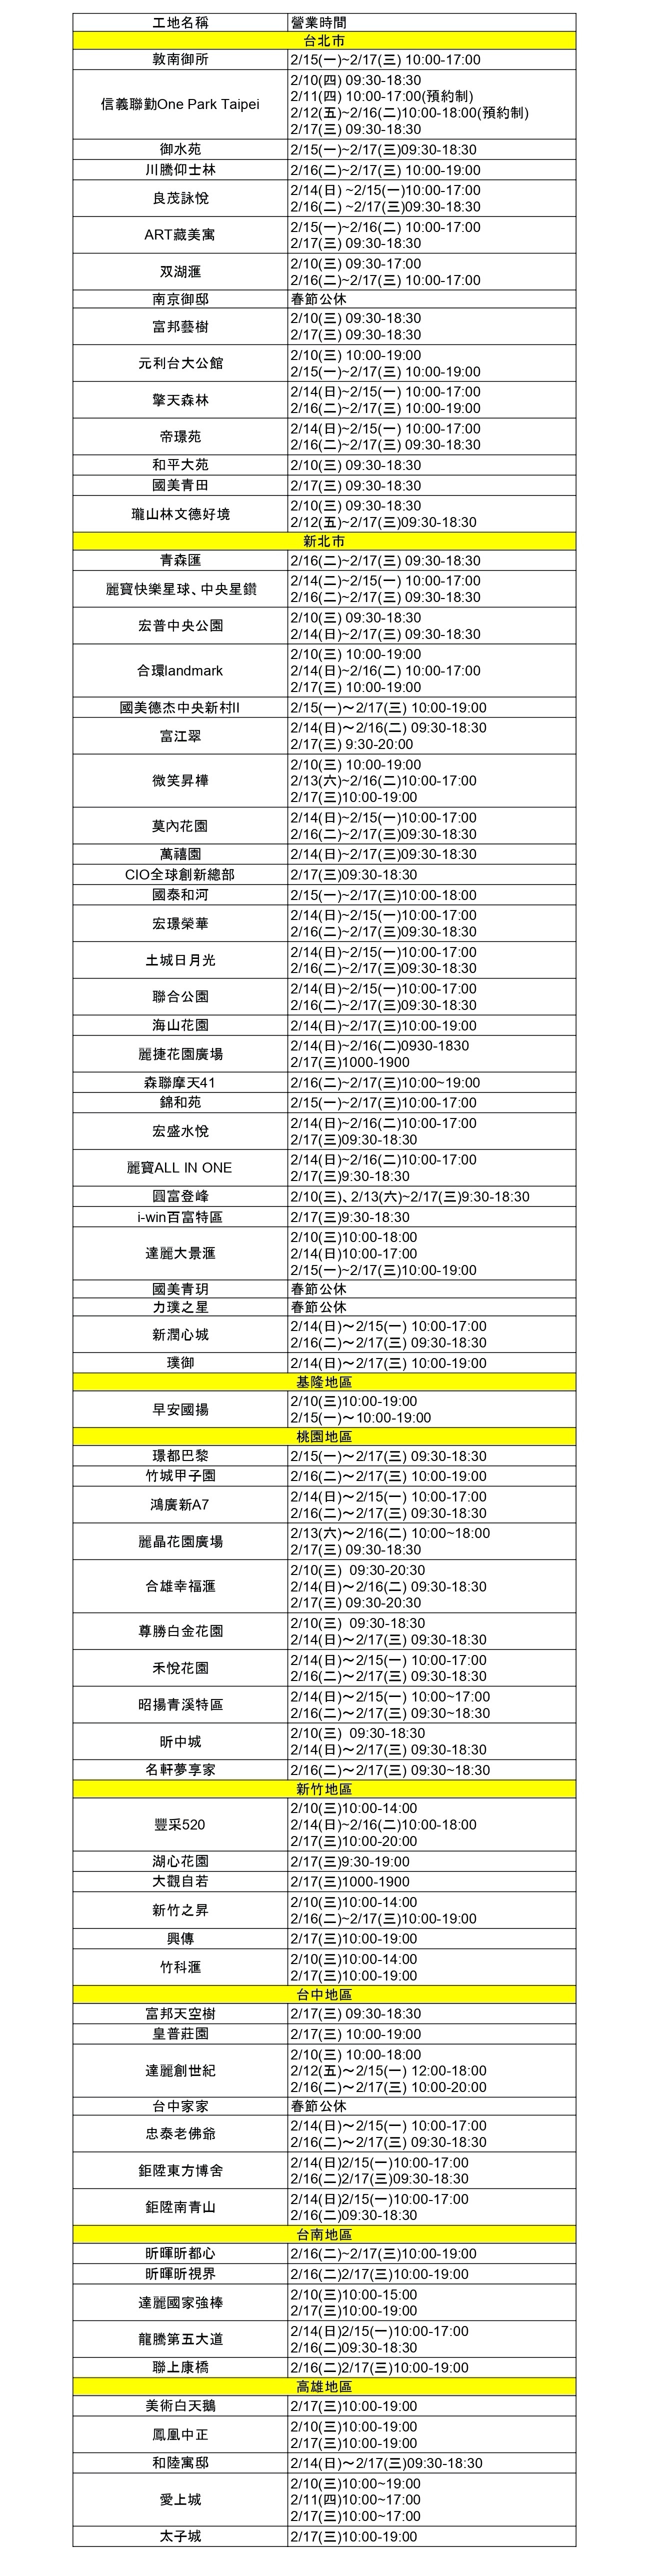 工地名稱 營業時間
台北市
敦南御所 2/15(一)~2/17(三) 10:00-17:00
信義聯勤One Park Taipei
2/10(四) 09:30-18:30
2/11(四) 10:00-17:00(預約制)
2/12(五)~2/16(二)10:00-18:00(預約制)
2/17(三) 09:30-18:30
御水苑 2/15(一)~2/17(三)09:30-18:30
川騰仰士林 2/16(二)~2/17(三) 10:00-19:00
良茂詠悅
2/14(日) ~2/15(一)10:00-17:00
2/16(二) ~2/17(三)09:30-18:30
ART藏美寓
2/15(一)~2/16(二) 10:00-17:00
2/17(三) 09:30-18:30
双湖滙
2/10(三) 09:30-17:00
2/16(二)~2/17(三) 10:00-17:00
南京御邸 春節公休
富邦藝樹
2/10(三) 09:30-18:30
2/17(三) 09:30-18:30
元利台大公館
2/10(三) 10:00-19:00
2/15(一)~2/17(三) 10:00-19:00
擎天森林
2/14(日)~2/15(一) 10:00-17:00
2/16(二)~2/17(三) 10:00-19:00
帝璟苑
2/14(日)~2/15(一) 10:00-17:00
2/16(二)~2/17(三) 09:30-18:30
和平大苑 2/10(三) 09:30-18:30
國美青田 2/17(三) 09:30-18:30
瓏山林文德好境
2/10(三) 09:30-18:30
2/12(五)~2/17(三)09:30-18:30
新北市
青森匯 2/16(二)~2/17(三) 09:30-18:30
麗寶快樂星球、中央星鑽
2/14(二)~2/15(一) 10:00-17:00
2/16(二)~2/17(三) 09:30-18:30
宏普中央公園
2/10(三) 09:30-18:30
2/14(日)~2/17(三) 09:30-18:30
合環landmark
2/10(三) 10:00-19:00
2/14(日)~2/16(二) 10:00-17:00
2/17(三) 10:00-19:00
國美德杰中央新村II 2/15(一)～2/17(三) 10:00-19:00
富江翠
2/14(日)～2/16(二) 09:30-18:30
2/17(三) 9:30-20:00
微笑昇樺
2/10(三) 10:00-19:00
2/13(六)~2/16(二)10:00-17:00
2/17(三)10:00-19:00
莫內花園
2/14(日)~2/15(一)10:00-17:00
2/16(二)~2/17(三)09:30-18:30
萬禧園 2/14(日)~2/17(三)09:30-18:30
CIO全球創新總部 2/17(三)09:30-18:30
國泰和河 2/15(一)~2/17(三)10:00-18:00
宏璟榮華
2/14(日)~2/15(一)10:00-17:00
2/16(二)~2/17(三)09:30-18:30
土城日月光
2/14(日)~2/15(一)10:00-17:00
2/16(二)~2/17(三)09:30-18:30
聯合公園
2/14(日)~2/15(一)10:00-17:00
2/16(二)~2/17(三)09:30-18:30
海山花園 2/14(日)~2/17(三)10:00-19:00
麗捷花園廣場
2/14(日)~2/16(二)0930-1830
2/17(三)1000-1900
森聯摩天41 2/16(二)~2/17(三)10:00~19:00
錦和苑 2/15(一)~2/17(三)10:00-17:00
宏盛水悅
2/14(日)~2/16(二)10:00-17:00
2/17(三)09:30-18:30
麗寶ALL IN ONE
2/14(日)~2/16(二)10:00-17:00
2/17(三)9:30-18:30
圓富登峰 2/10(三)、2/13(六)~2/17(三)9:30-18:30
i-win百富特區 2/17(三)9:30-18:30
達麗大景滙
2/10(三)10:00-18:00
2/14(日)10:00-17:00
2/15(一)~2/17(三)10:00-19:00
國美青玥 春節公休
力璞之星 春節公休
新潤心城
2/14(日)～2/15(一) 10:00-17:00
2/16(二)～2/17(三) 09:30-18:30
璞御 2/14(日)～2/17(三) 10:00-19:00
基隆地區
早安國揚
2/10(三)10:00-19:00
2/15(一)～10:00-19:00
桃園地區
璟都巴黎 2/15(一)～2/17(三) 09:30-18:30
竹城甲子園 2/16(二)～2/17(三) 10:00-19:00
鴻廣新A7
2/14(日)～2/15(一) 10:00-17:00
2/16(二)～2/17(三) 09:30-18:30
麗晶花園廣場
2/13(六)～2/16(二) 10:00~18:00
2/17(三) 09:30-18:30
合雄幸福滙
2/10(三)  09:30-20:30
2/14(日)～2/16(二) 09:30-18:30
2/17(三) 09:30-20:30
尊勝白金花園
2/10(三)  09:30-18:30
2/14(日)～2/17(三) 09:30-18:30
禾悅花園
2/14(日)～2/15(一) 10:00-17:00
2/16(二)～2/17(三) 09:30-18:30
昭揚青溪特區
2/14(日)～2/15(一) 10:00~17:00
2/16(二)～2/17(三) 09:30~18:30
昕中城
2/10(三)  09:30-18:30
2/14(日)～2/17(三) 09:30-18:30
名軒夢享家 2/16(二)～2/17(三) 09:30~18:30
新竹地區
豐采520
2/10(三)10:00-14:00
2/14(日)~2/16(二)10:00-18:00
2/17(三)10:00-20:00
湖心花園 2/17(三)9:30-19:00
大觀自若 2/17(三)1000-1900
新竹之昇
2/10(三)10:00-14:00
2/16(二)~2/17(三)10:00-19:00
興傳 2/17(三)10:00-19:00
竹科滙
2/10(三)10:00-14:00
2/17(三)10:00-19:00
台中地區
富邦天空樹 2/17(三) 09:30-18:30
皇普莊園 2/17(三) 10:00-19:00
達麗創世紀
2/10(三) 10:00-18:00
2/12(五)～2/15(一) 12:00-18:00
2/16(二)～2/17(三) 10:00-20:00
台中家家 春節公休
忠泰老佛爺
2/14(日)～2/15(一) 10:00-17:00
2/16(二)～2/17(三) 09:30-18:30
鉅陞東方博舍
2/14(日)2/15(一)10:00-17:00
2/16(二)2/17(三)09:30-18:30
鉅陞南青山
2/14(日)2/15(一)10:00-17:00
2/16(二)09:30-18:30
台南地區
昕暉昕都心 2/16(二)~2/17(三)10:00-19:00
昕暉昕視界 2/16(二)2/17(三)10:00-19:00
達麗國家強棒
2/10(三)10:00-15:00
2/17(三)10:00-19:00
龍騰第五大道
2/14(日)2/15(一)10:00-17:00
2/16(二)09:30-18:30
聯上康橋 2/16(二)2/17(三)10:00-19:00
高雄地區
美術白天鵝 2/17(三)10:00-19:00
鳳凰中正
2/10(三)10:00-19:00
2/17(三)10:00-19:00
和陸寓邸 2/14(日)～2/17(三)09:30-18:30
愛上城
2/10(三)10:00~19:00
2/11(四)10:00~17:00
2/17(三)10:00~17:00
太子城 2/17(三)10:00-19:00